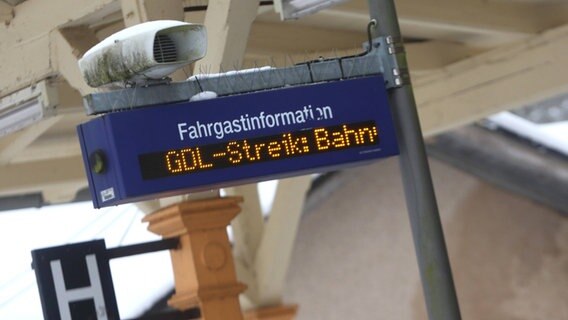 Fahrgastinformation
GDL-Streik: Bahn
H